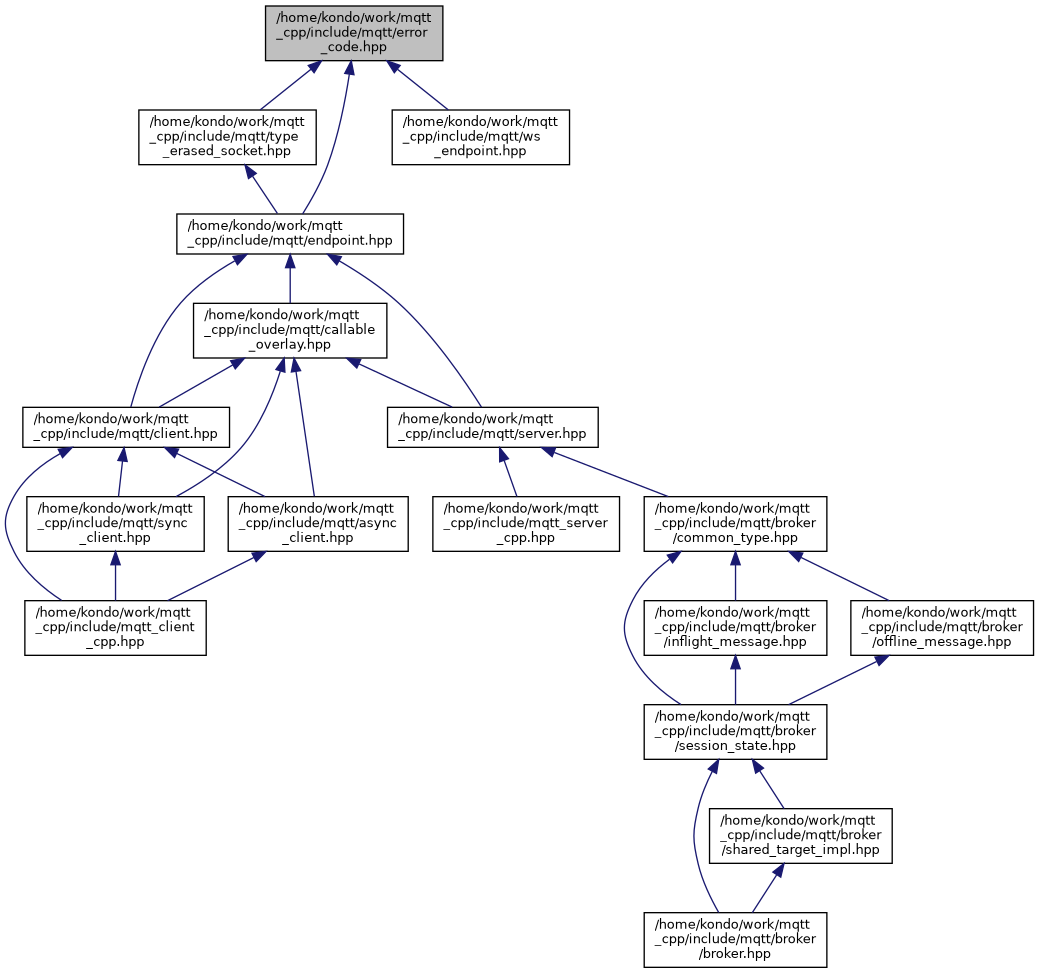 /home/kondo/work/mqtt
_cpp/include/mqtt/error
_code.hpp
/home/kondo/work/mqtt
_cpp/include/mqtt/type
_erased_socket.hpp
/home/kondo/work/mqtt
_cpp/include/mqtt/ws
_endpoint.hpp
/home/kondo/work/mqtt
_cpp/include/mqtt/endpoint.hpp
/home/kondo/work/mqtt
_cpp/include/mqtt/callable
_overlay.hpp
/home/kondo/work/mqtt
_cpp/include/mqtt/client.hpp
/home/kondo/work/mqtt
_cpp/include/mqtt/server.hpp
/home/kondo/work/mqtt
_cpp/include/mqtt/sync
_client.hpp
/home/kondo/work/mqtt
_cpp/include/mqtt/async
_client.hpp
/home/kondo/work/mqtt
_cpp/include/mqtt_server
_cpp.hpp
/home/kondo/work/mqtt
_cpp/include/mqtt/broker
/common_type.hpp
/home/kondo/work/mqtt
_cpp/include/mqtt_client
_cpp.hpp
/home/kondo/work/mqtt
_cpp/include/mqtt/broker
/inflight_message.hpp
/home/kondo/work/mqtt
_cpp/include/mqtt/broker
/offline_message.hpp
/home/kondo/work/mqtt
_cpp/include/mqtt/broker
/session_state.hpp
/home/kondo/work/mqtt
_cpp/include/mqtt/broker
/shared_target_impl.hpp
/home/kondo/work/mqtt
_cpp/include/mqtt/broker
/broker.hpp